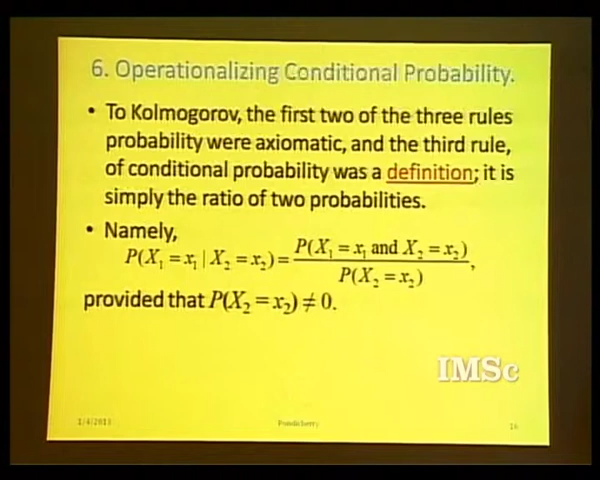 6. Operationalizing Conditional Probability.
• To Kolmogorov, the first two of the three rules
probability were axiomatic, and the third rule,
of conditional probability was a definition; it is
simply the ratio of two probabilities.
• Namely,
P(X₁ = x₁ | X₂ = x₂) = P(X₁ = x₁ and X₂ = x₂) / P(X₂ = x₂),
provided that P(X₂ = x₂) ≠ 0.
IMSc
Pondicherry